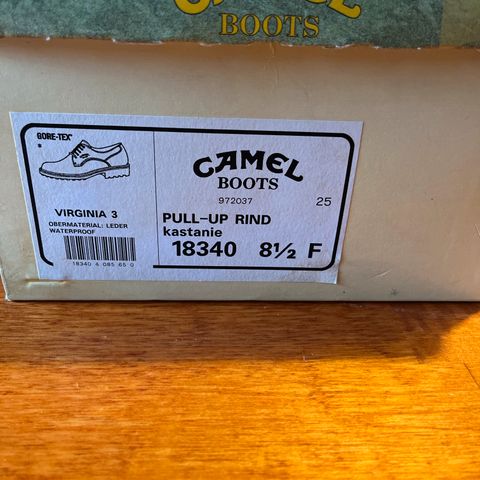 CAMEL
BOOTS
GORE-TEX®
CAMEL
BOOTS
972037
25
VIRGINIA 3
OBERMATERIAL: LEDER
WATERPROOF
18340 4 085 65 0
PULL-UP RIND
kastanie
18340 8½ F